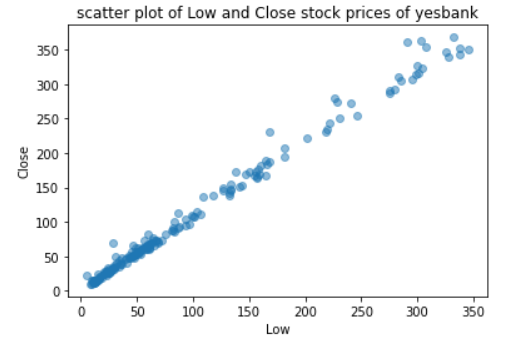 scatter plot of Low and Close stock prices of yesbank
350
300
250
200
150
100
50
0
Close
0 50 100 150 200 250 300 350
Low